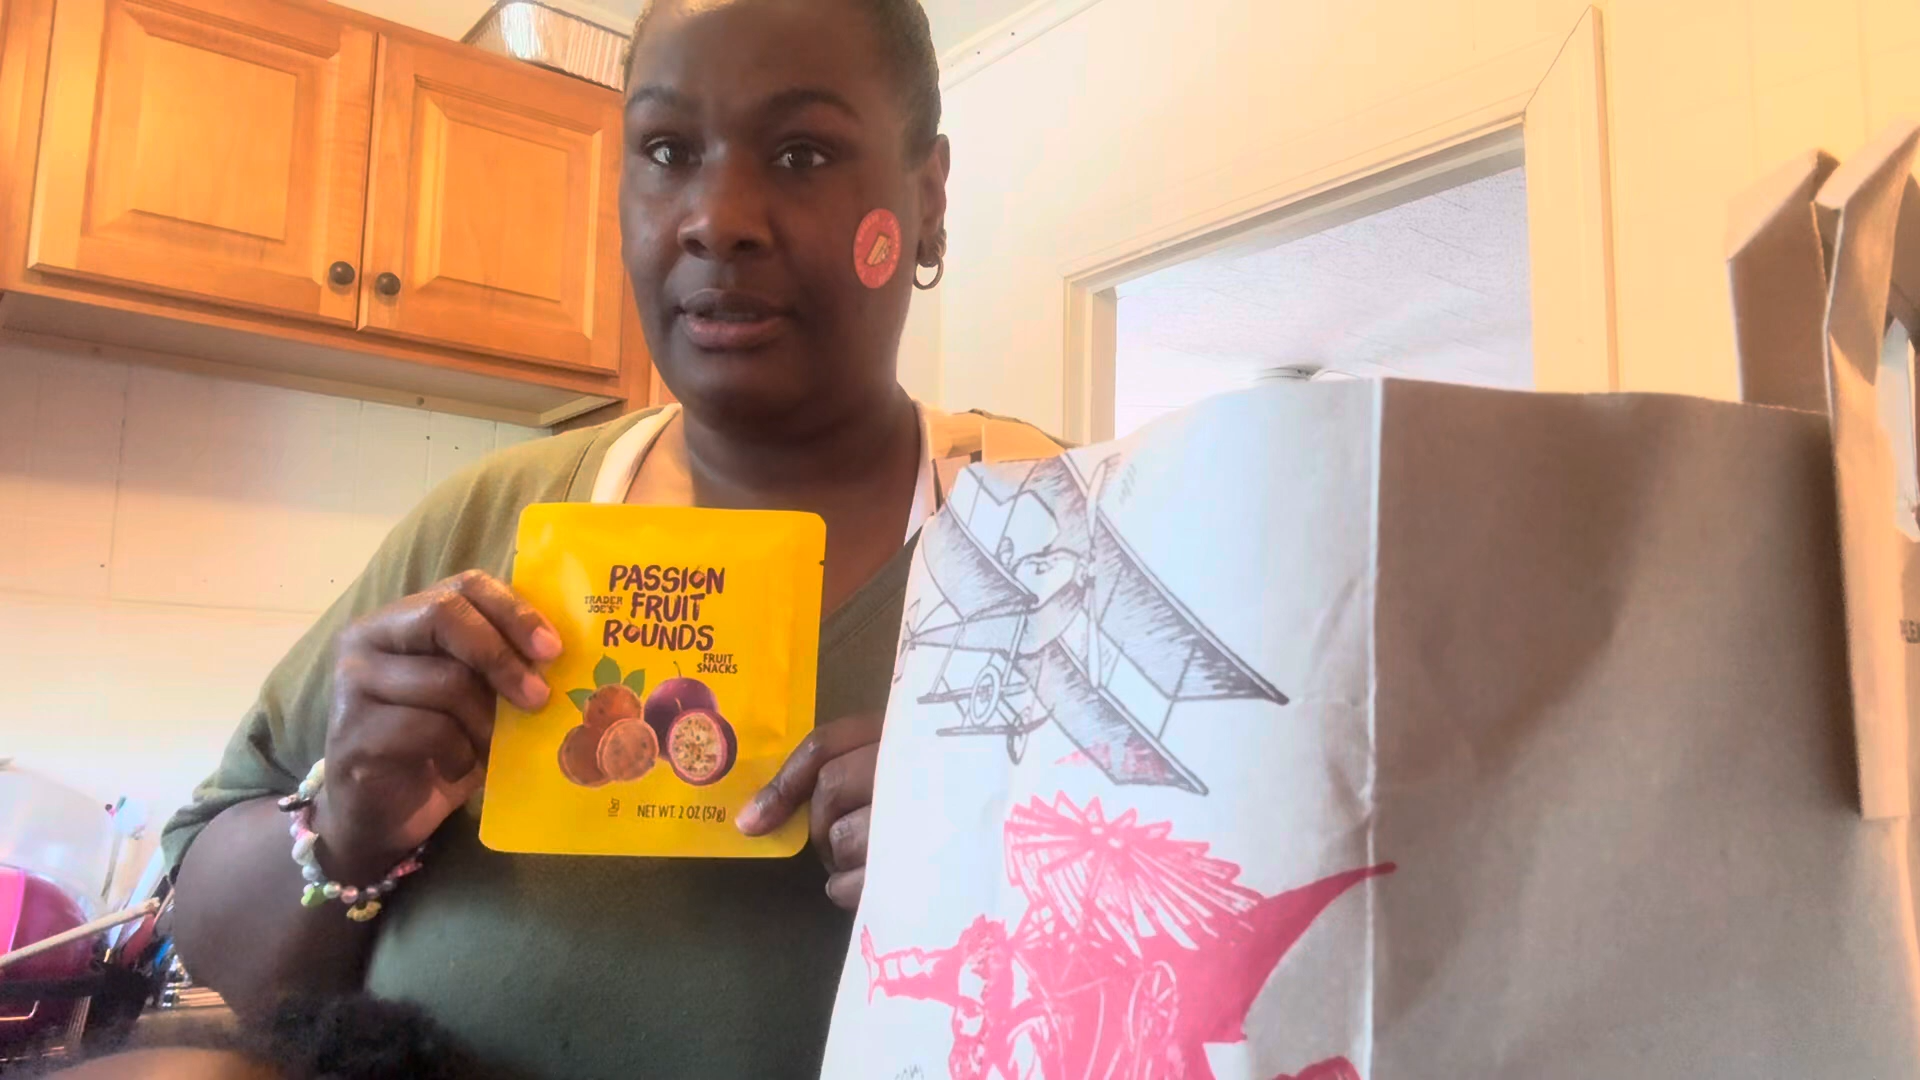 PASSION
TRADER
JOE'S
FRUIT
ROUNDS
FRUIT
SNACKS
NET WT. 2 OZ (57g)